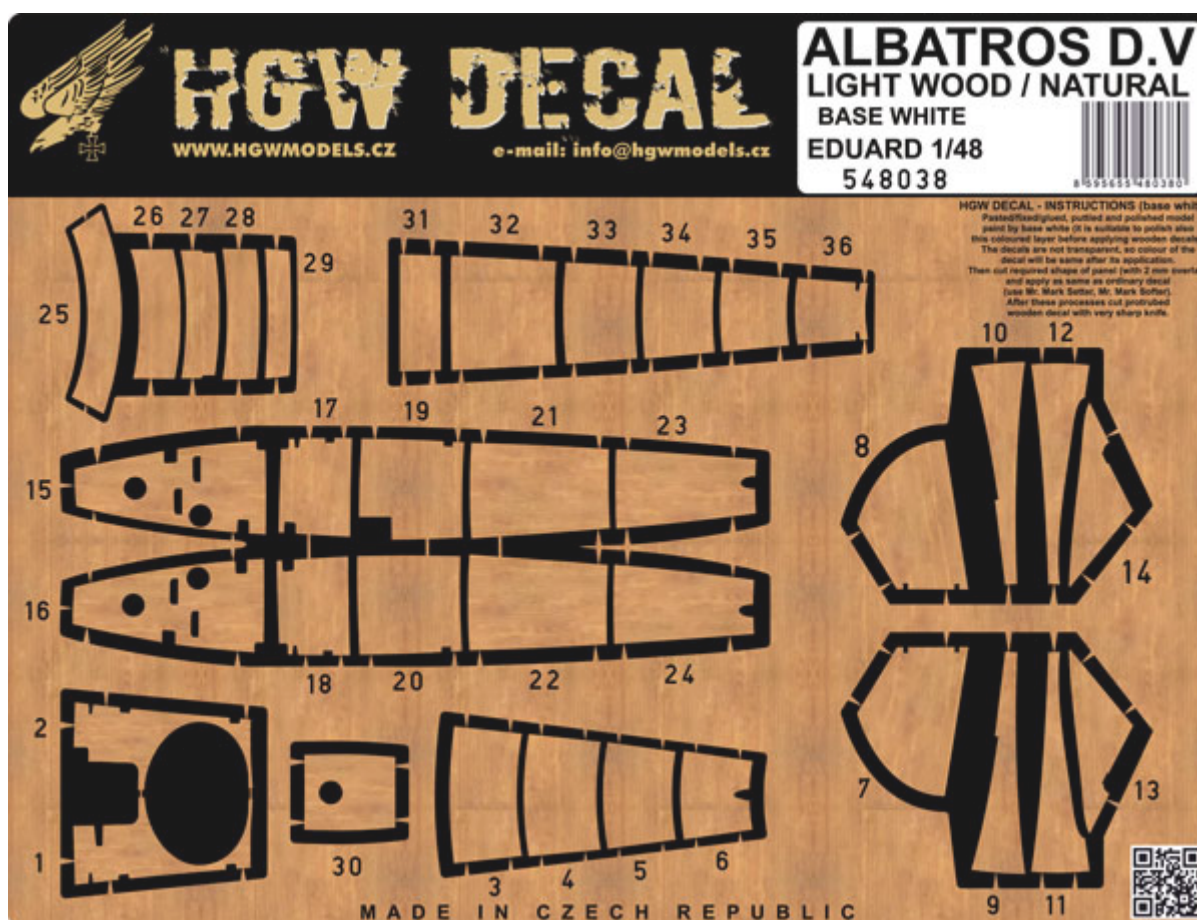 HGW DECAL
WWW.HGWMODELS.CZ
e-mail: info@hgwmodels.cz
ALBATROS D.V
LIGHT WOOD / NATURAL
BASE WHITE
EDUARD 1/48
548038
8 595655 480380
HGW DECAL - INSTRUCTIONS (base whit
Pasted/fixed/glued, puttied and polished model
paint by base white (it is suitable to polish also
this coloured layer before applying wooden decals
The decals are not transparent, so colour of the
decal will be same after its application.
Then cut required shape of panel (with 2 mm overla
and apply as same as ordinary decal
(use Mr. Mark Setter, Mr. Mark Softer).
After these processes cut protrubed
wooden decal with very sharp knife.
26 27 28
29
25
31 32 33 34 35 36
10 12
8
14
17 19 21 23
15
16
18 20 22 24
2
1
30
3 4 5 6
7
13
9 11
MADE IN CZECH REPUBLIC